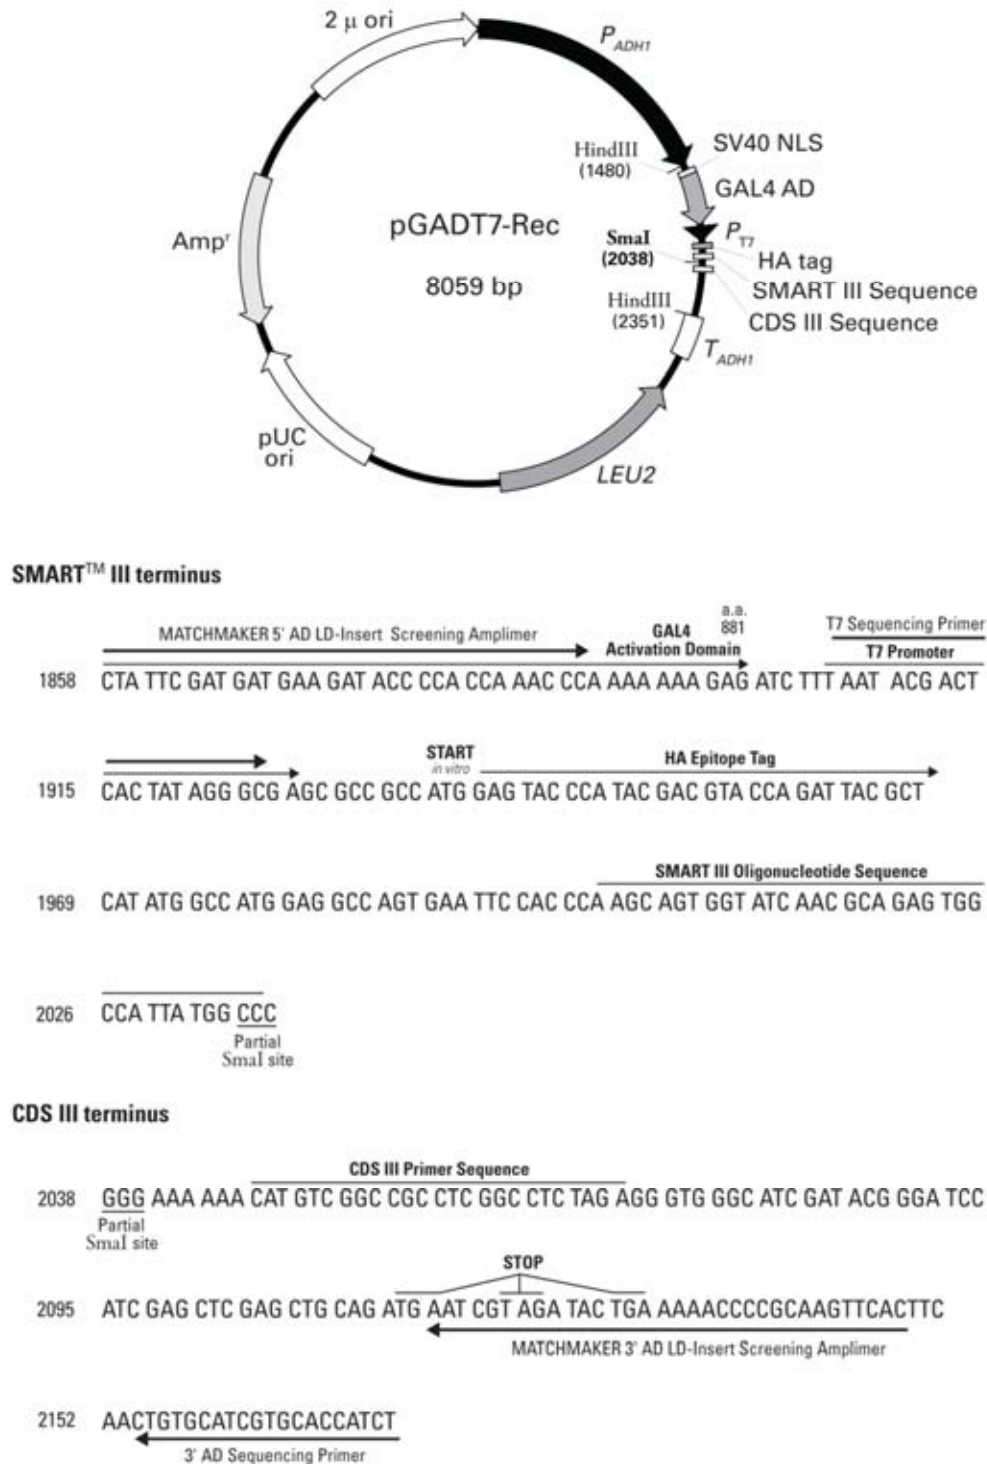 2 μ ori
P ADH1
HindIII
(1480)
SV40 NLS
GAL4 AD
pGADT7-Rec
8059 bp
Ampʳ
SmaI
(2038)
P T7
HA tag
SMART III Sequence
CDS III Sequence
HindIII
(2351)
T ADH1
pUC
ori
LEU2
SMART™ III terminus
MATCHMAKER 5' AD LD-Insert Screening Amplimer
GAL4
Activation Domain
a.a.
881
T7 Sequencing Primer
T7 Promoter
1858 CTA TTC GAT GAT GAA GAT ACC CCA CCA AAC CCA AAA AAA GAG ATC TTT AAT ACG ACT
START
in vitro
HA Epitope Tag
1915 CAC TAT AGG GCG AGC GCC GCC ATG GAG TAC CCA TAC GAC GTA CCA GAT TAC GCT
SMART III Oligonucleotide Sequence
1969 CAT ATG GCC ATG GAG GCC AGT GAA TTC CAC CCA AGC AGT GGT ATC AAC GCA GAG TGG
2026 CCA TTA TGG CCC
Partial
SmaI site
CDS III terminus
CDS III Primer Sequence
2038 GGG AAA AAA CAT GTC GGC CGC CTC GGC CTC TAG AGG GTG GGC ATC GAT ACG GGA TCC
Partial
SmaI site
STOP
2095 ATC GAG CTC GAG CTG CAG ATG AAT CGT AGA TAC TGA AAAACCCCGCAAGTTCACTTC
MATCHMAKER 3' AD LD-Insert Screening Amplimer
2152 AACTGTGCATCGTGCACCATCT
3' AD Sequencing Primer